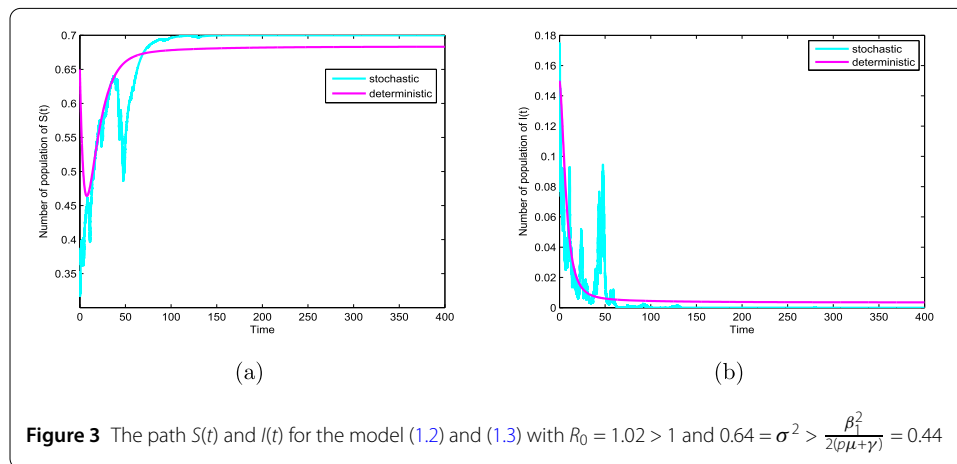 0.7
0.65
0.6
0.55
0.5
0.45
0.4
0.35
Number of population of S(t)
stochastic
deterministic
0 50 100 150 200 250 300 350 400
Time
(a)
0.18
0.16
0.14
0.12
0.1
0.08
0.06
0.04
0.02
0
Number of population of I(t)
stochastic
deterministic
0 50 100 150 200 250 300 350 400
Time
(b)
Figure 3 The path S(t) and I(t) for the model (1.2) and (1.3) with R₀ = 1.02 > 1 and 0.64 = σ² > β₁²/2(pμ+γ) = 0.44